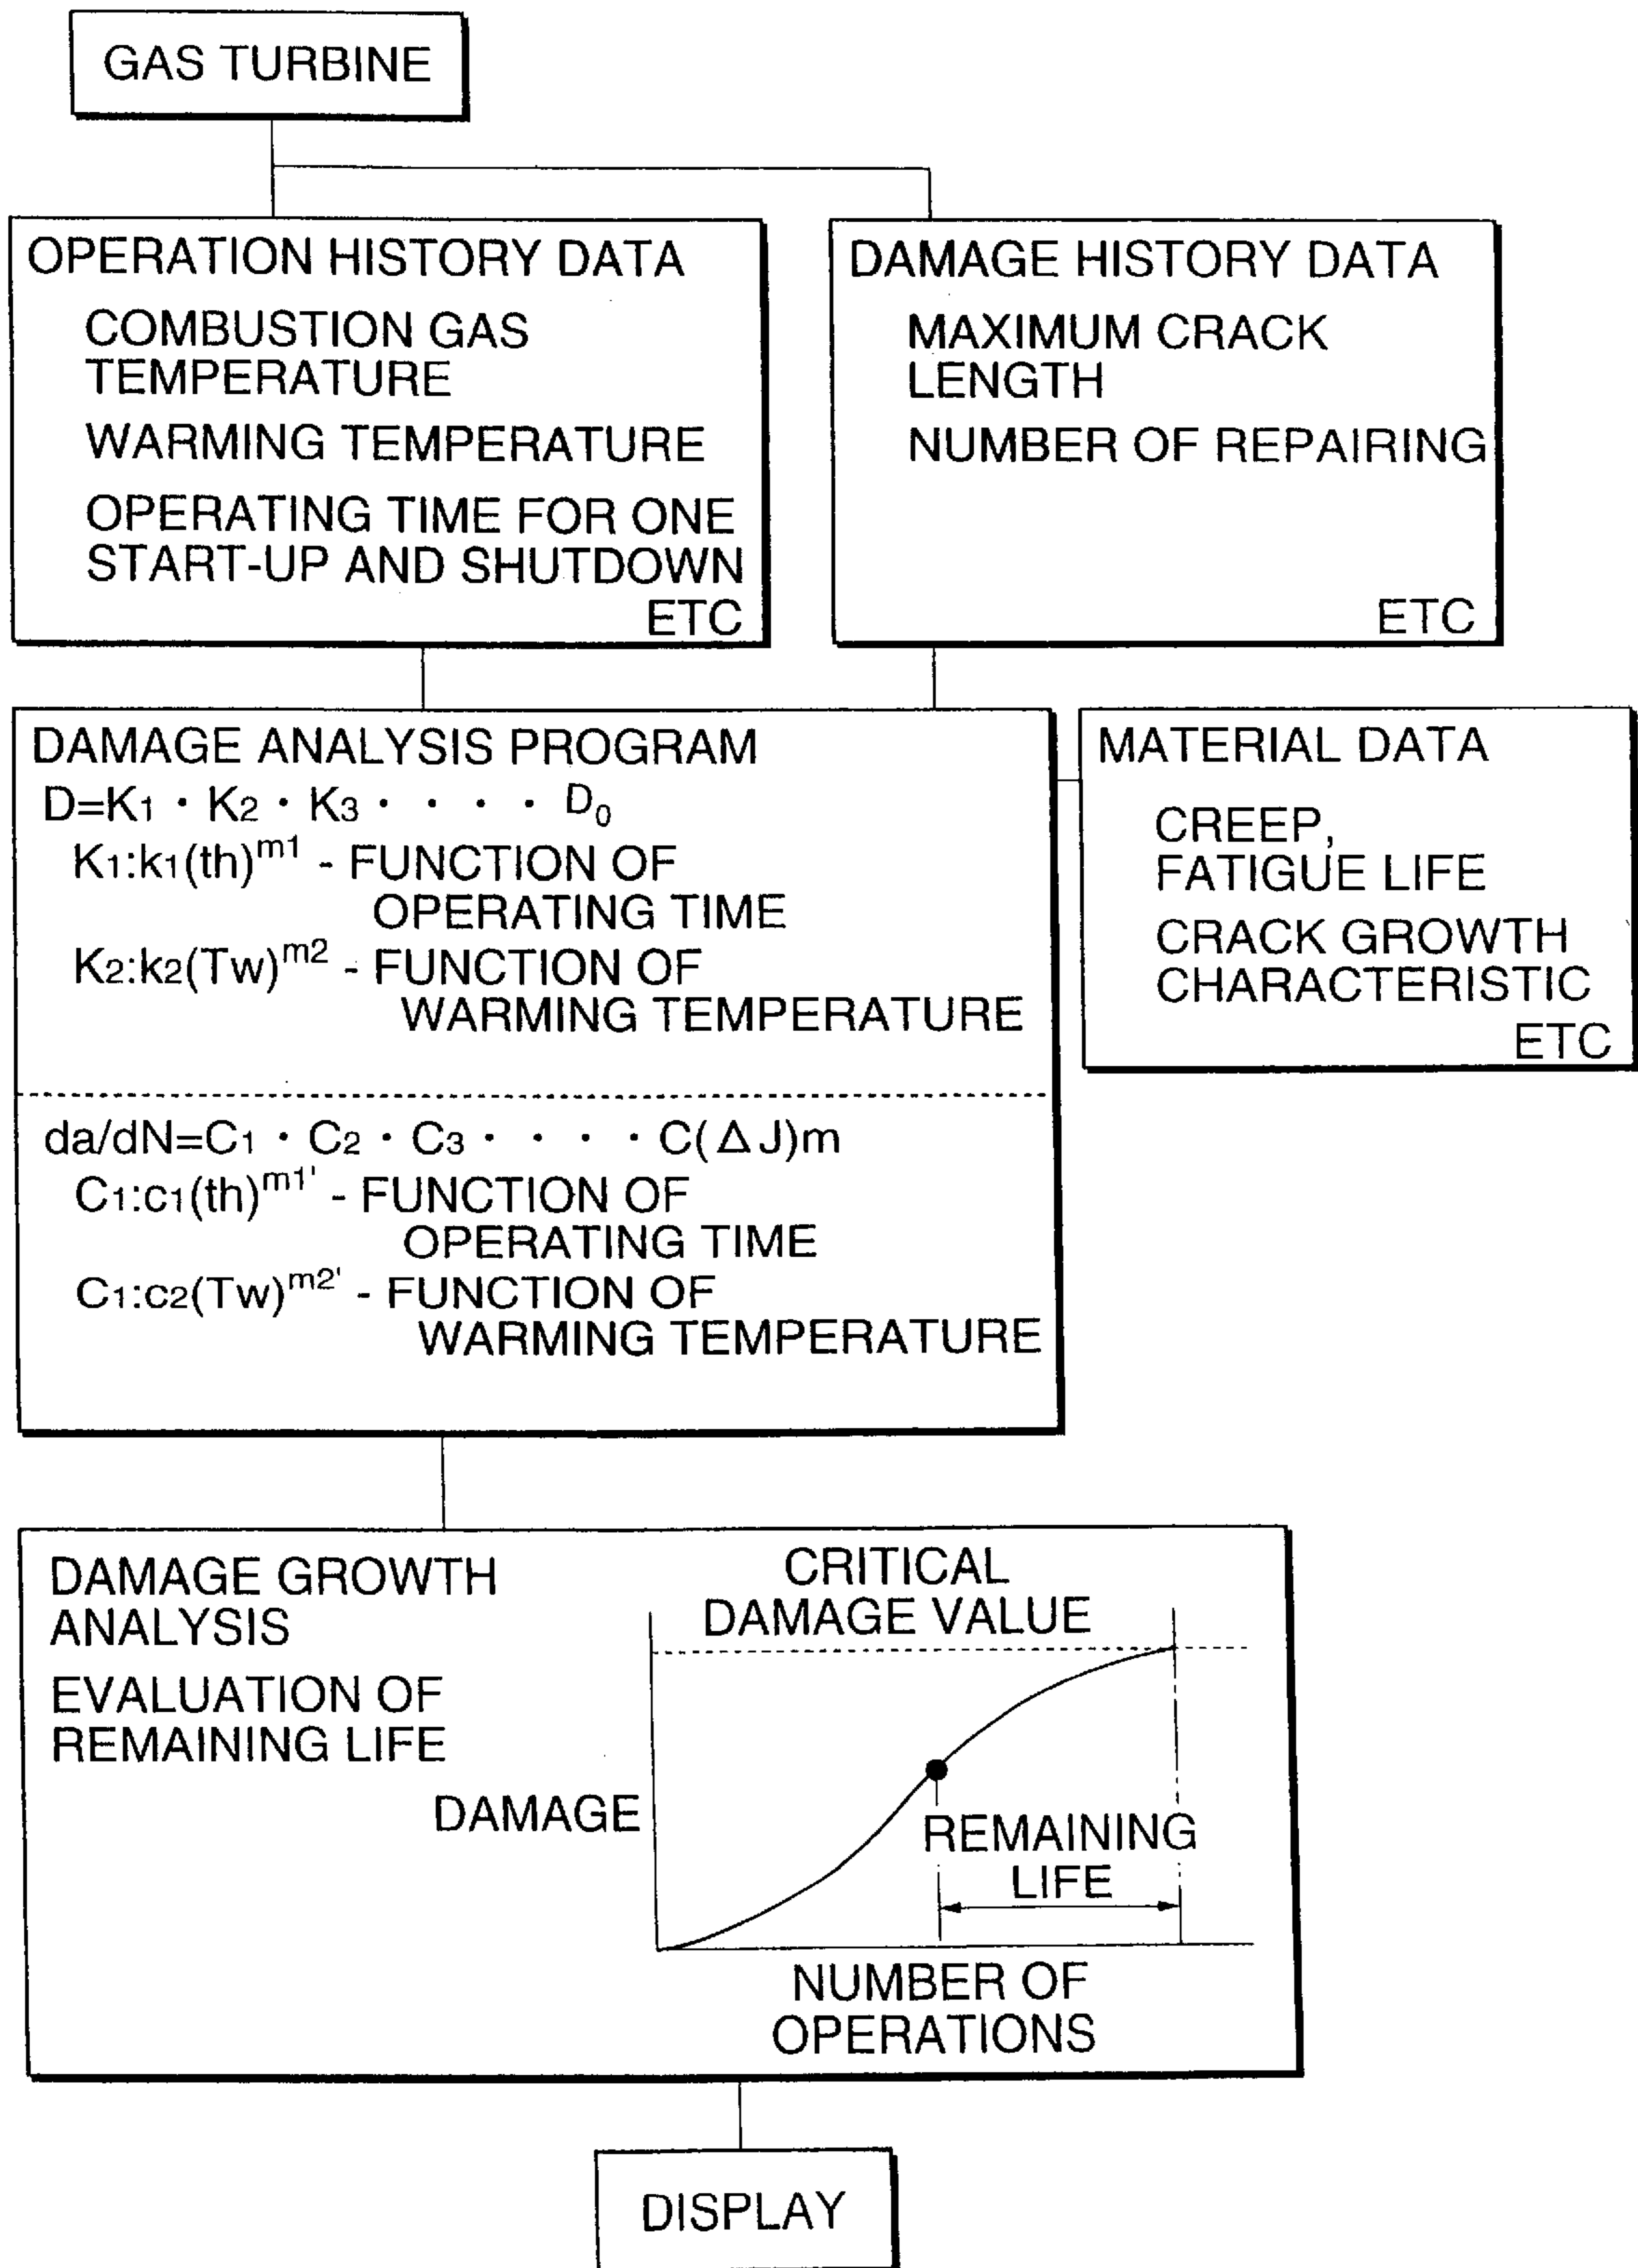 GAS TURBINE
OPERATION HISTORY DATA
COMBUSTION GAS
TEMPERATURE
WARMING TEMPERATURE
OPERATING TIME FOR ONE
START-UP AND SHUTDOWN
ETC
DAMAGE HISTORY DATA
MAXIMUM CRACK
LENGTH
NUMBER OF REPAIRING
ETC
DAMAGE ANALYSIS PROGRAM
D=K1 · K2 · K3 · · · · D₀
K1:k1(th)^m1 - FUNCTION OF
OPERATING TIME
K2:k2(Tw)^m2 - FUNCTION OF
WARMING TEMPERATURE
da/dN=C1 · C2 · C3 · · · · C(ΔJ)m
C1:c1(th)^m1' - FUNCTION OF
OPERATING TIME
C1:c2(Tw)^m2' - FUNCTION OF
WARMING TEMPERATURE
MATERIAL DATA
CREEP,
FATIGUE LIFE
CRACK GROWTH
CHARACTERISTIC
ETC
DAMAGE GROWTH
ANALYSIS
EVALUATION OF
REMAINING LIFE
CRITICAL
DAMAGE VALUE
DAMAGE
REMAINING
LIFE
NUMBER OF
OPERATIONS
DISPLAY